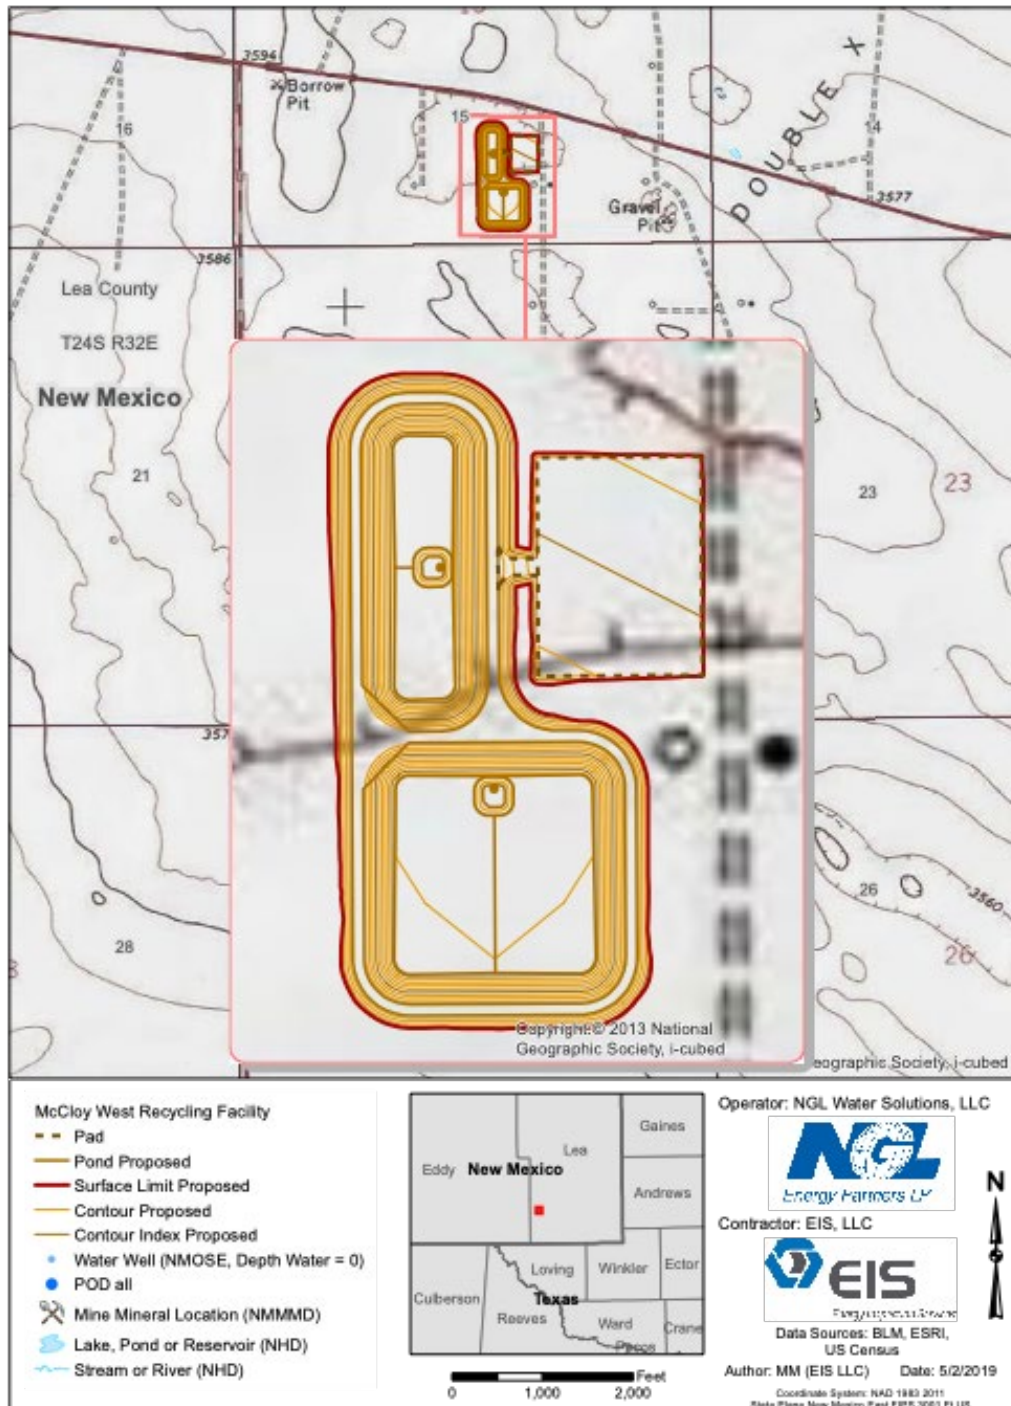 3594
Borrow
Pit
16
15
14
DOUBLE X
3577
Gravel
Pit
3586
Lea County
T24S R32E
New Mexico
21
23
23
357
26
3560
28
26
Copyright:© 2013 National
Geographic Society, i-cubed
eographic Society, i-cubed
McCloy West Recycling Facility
Pad
Pond Proposed
Surface Limit Proposed
Contour Proposed
Contour Index Proposed
Water Well (NMOSE, Depth Water = 0)
POD all
Mine Mineral Location (NMMMD)
Lake, Pond or Reservoir (NHD)
Stream or River (NHD)
Gaines
Lea
Eddy New Mexico
Andrews
Ector
Loving Winkler
Culberson
Texas
Reeves
Ward
Crane
Pecos
Feet
0 1,000 2,000
Operator: NGL Water Solutions, LLC
NGL
Energy Partners LP
N
Contractor: EIS, LLC
EIS
Data Sources: BLM, ESRI,
US Census
Author: MM (EIS LLC) Date: 5/2/2019
Coordinate System: NAD 1983 2011